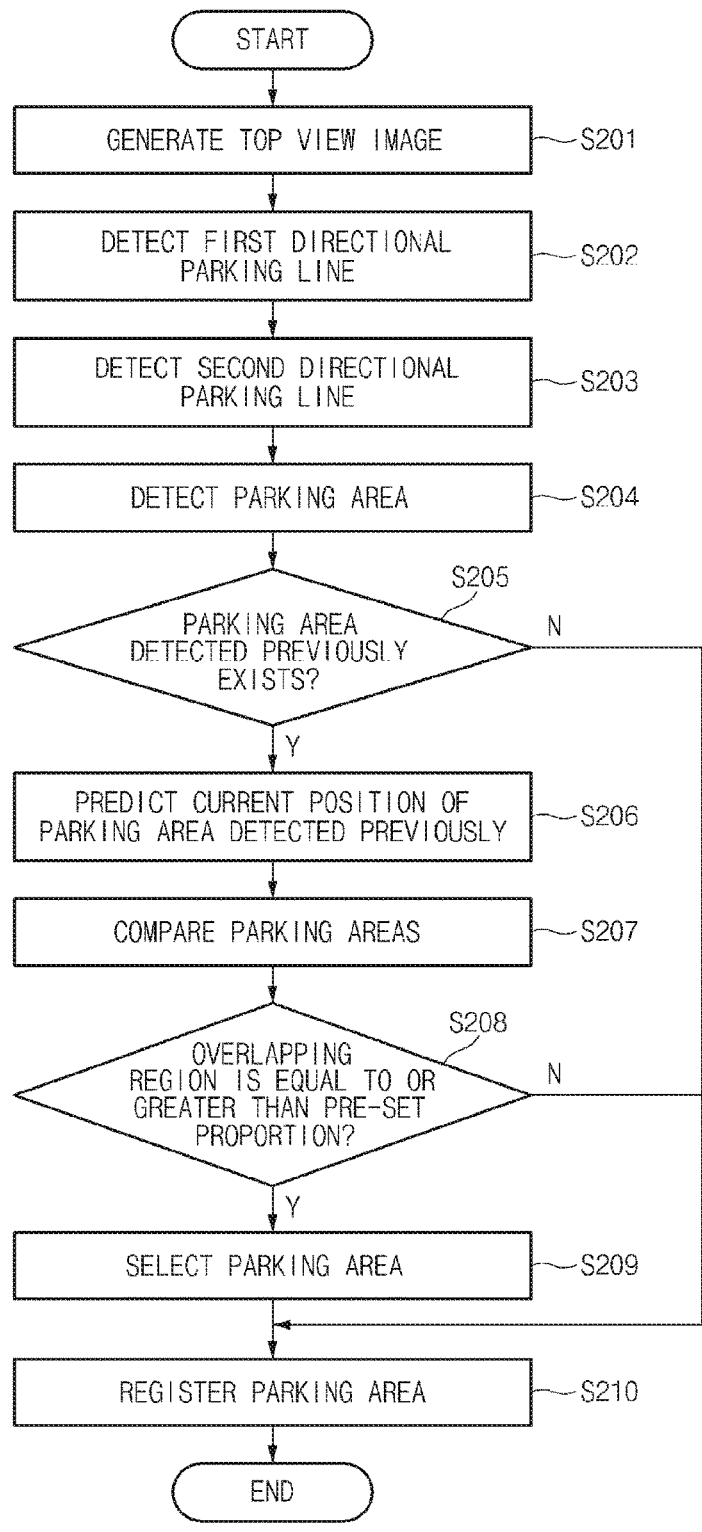 START
GENERATE TOP VIEW IMAGE
S201
DETECT FIRST DIRECTIONAL
PARKING LINE
S202
DETECT SECOND DIRECTIONAL
PARKING LINE
S203
DETECT PARKING AREA
S204
S205
PARKING AREA
DETECTED PREVIOUSLY
EXISTS?
N
Y
PREDICT CURRENT POSITION OF
PARKING AREA DETECTED PREVIOUSLY
S206
COMPARE PARKING AREAS
S207
S208
OVERLAPPING
REGION IS EQUAL TO OR
GREATER THAN PRE-SET
PROPORTION?
N
Y
SELECT PARKING AREA
S209
REGISTER PARKING AREA
S210
END